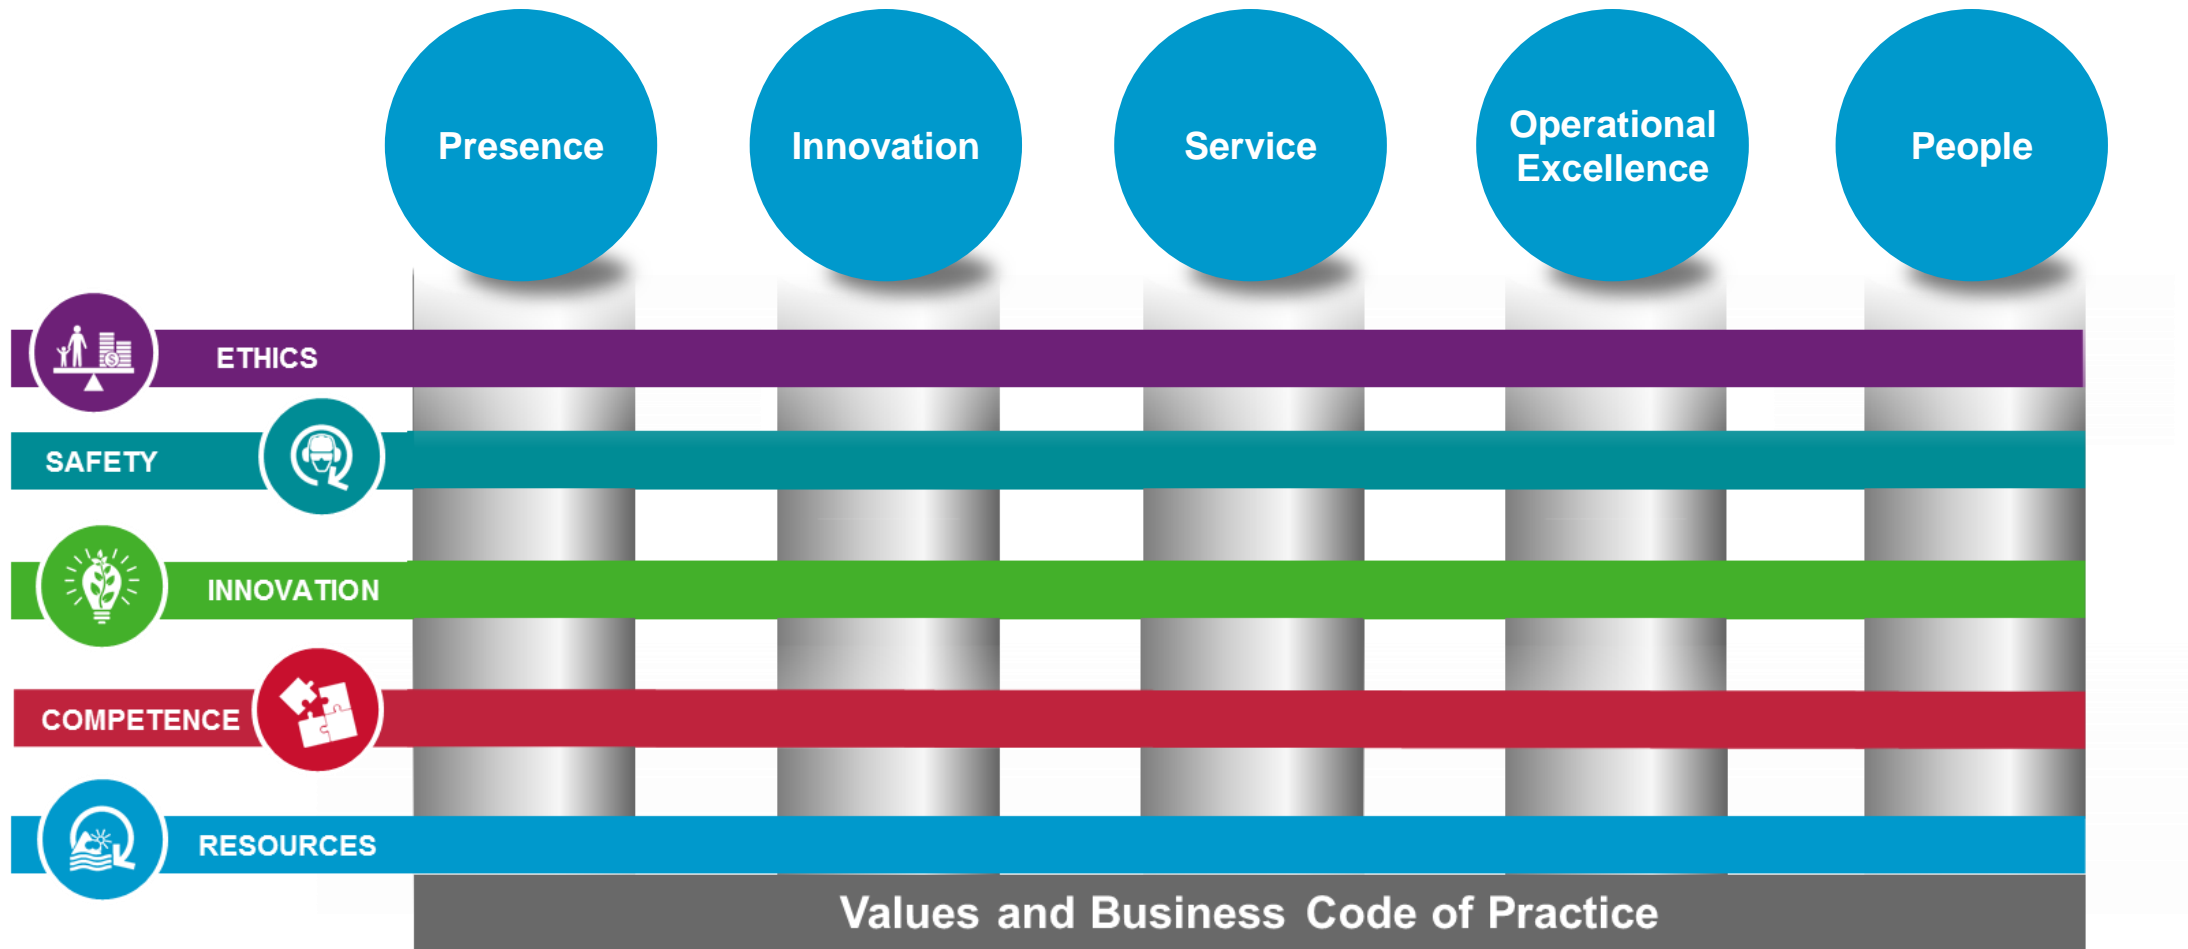 Presence
Innovation
Service
Operational
Excellence
People
ETHICS
SAFETY
INNOVATION
COMPETENCE
RESOURCES
Values and Business Code of Practice